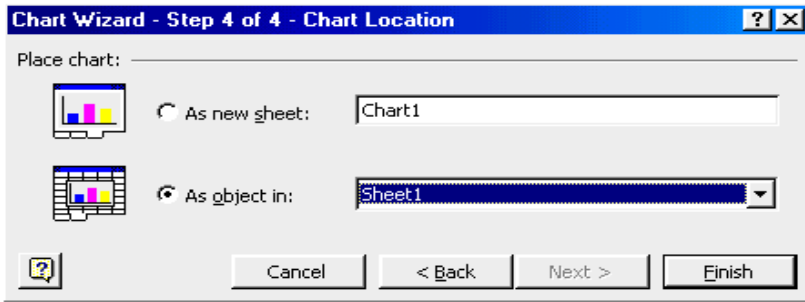 Chart Wizard - Step 4 of 4 - Chart Location
? X
Place chart:
As new sheet: Chart1
As object in: Sheet1
? Cancel < Back Next > Finish